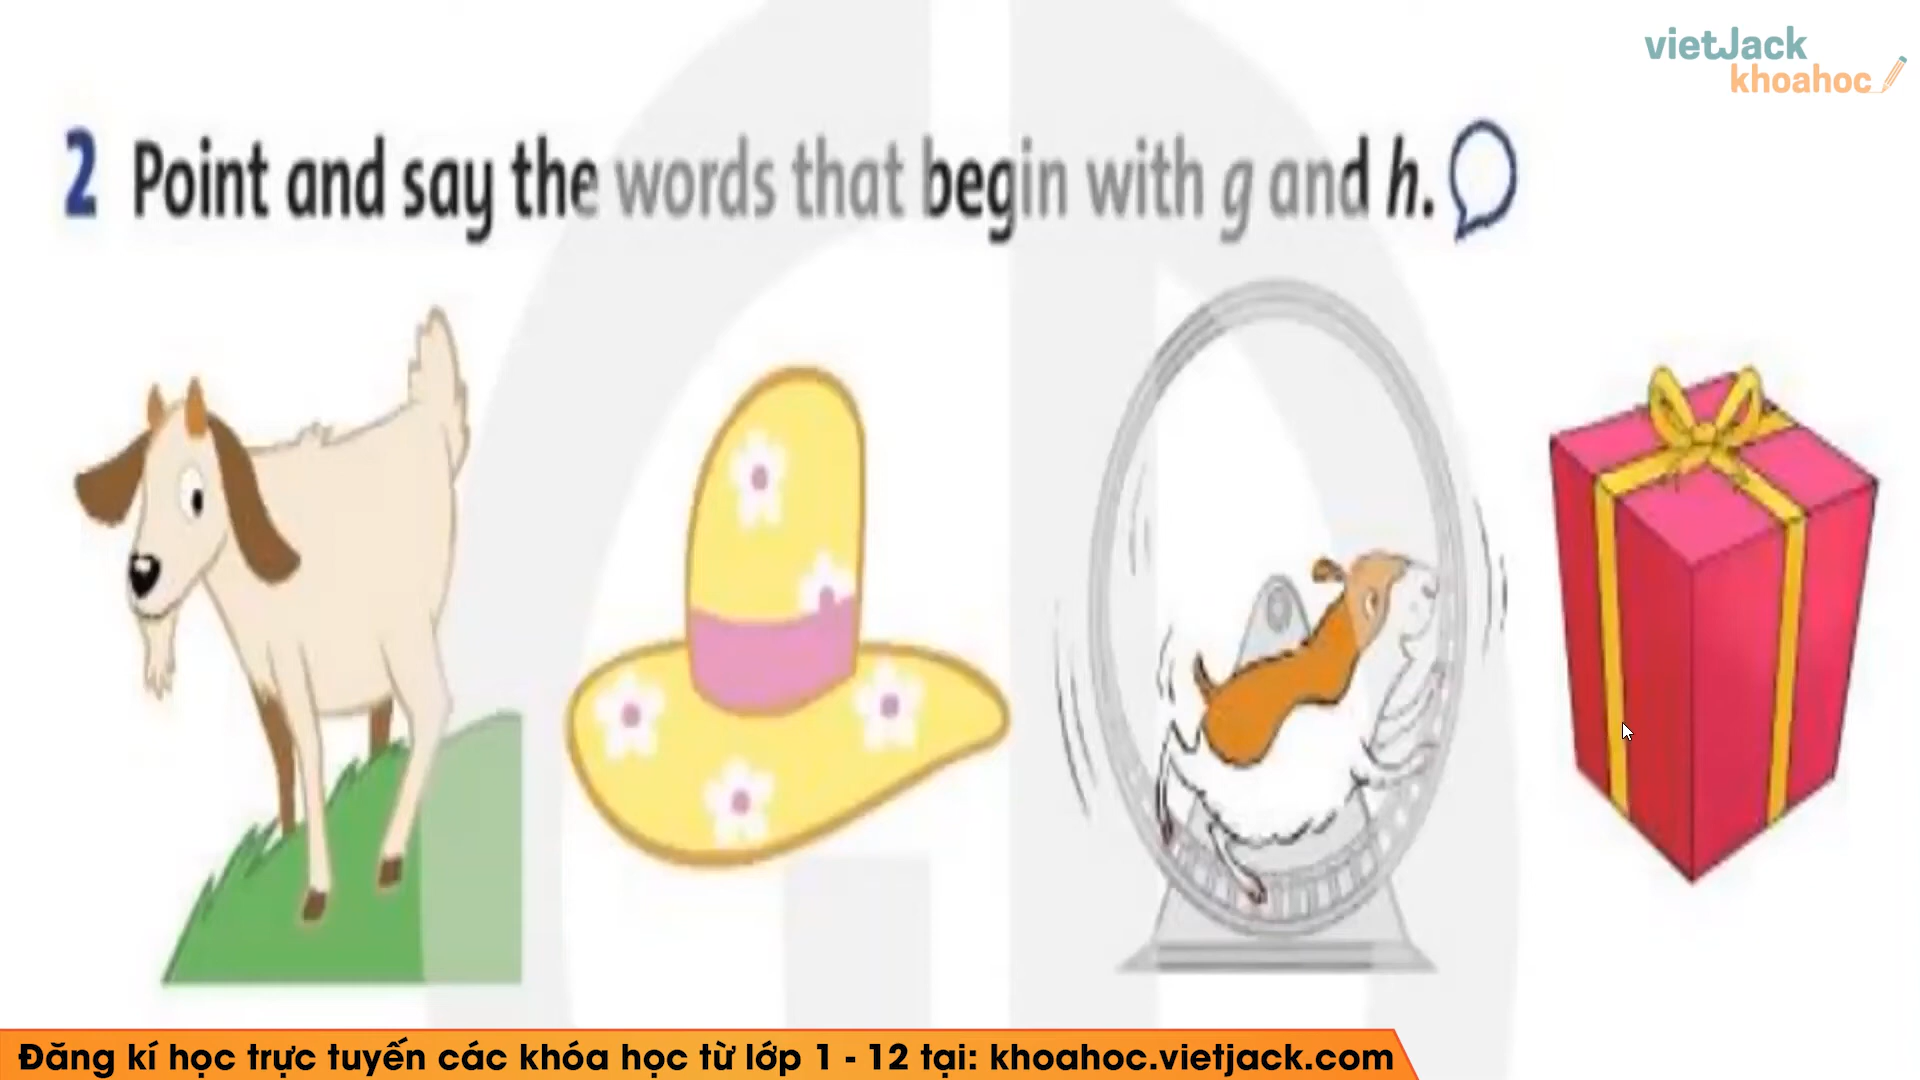 vietJack
khoahoc
2 Point and say the words that begin with g and h.
Đăng kí học trực tuyến các khóa học từ lớp 1 - 12 tại: khoahoc.vietjack.com